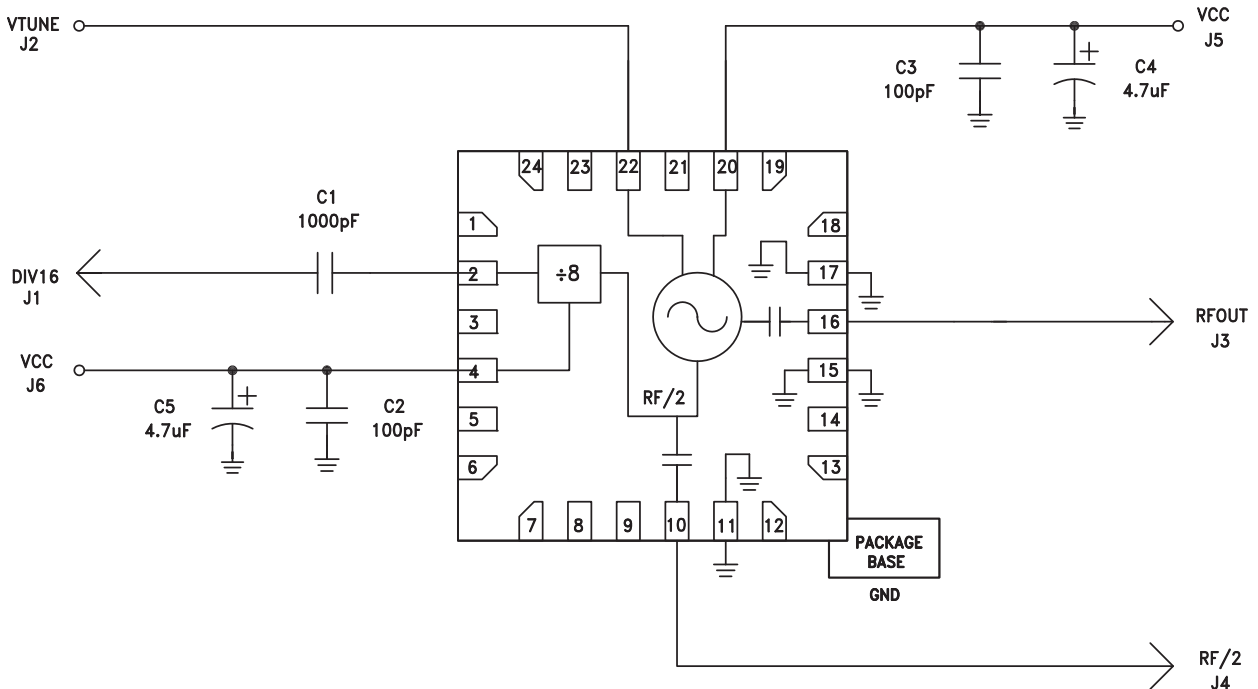 VTUNE
J2
VCC
J5
C3
100pF
C4
4.7uF
24
23
22
21
20
19
C1
1000pF
1
18
DIV16
J1
2
÷8
17
3
16
RFOUT
J3
VCC
J6
4
15
C5
4.7uF
C2
100pF
RF/2
5
14
6
13
7
8
9
10
11
12
PACKAGE
BASE
GND
RF/2
J4